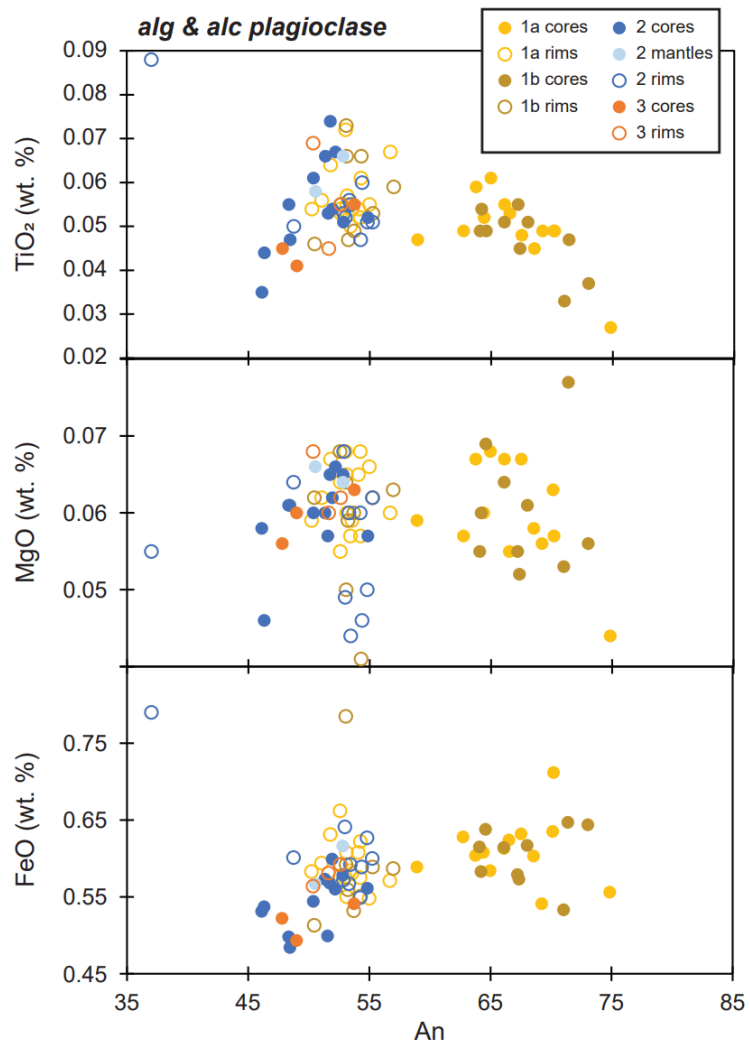 alg & alc plagioclase
1a cores
1a rims
1b cores
1b rims
2 cores
2 mantles
2 rims
3 cores
3 rims
TiO₂ (wt. %)
0.09
0.08
0.07
0.06
0.05
0.04
0.03
0.02
MgO (wt. %)
0.07
0.06
0.05
FeO (wt. %)
0.75
0.65
0.55
0.45
35 45 55 65 75 85
An